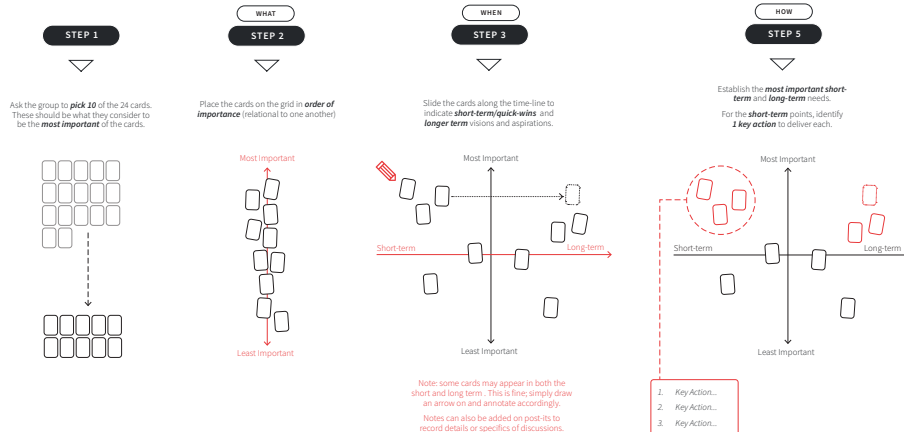 STEP 1
Ask the group to pick 10 of the 24 cards.
These should be what they consider to
be the most important of the cards.
WHAT
STEP 2
Place the cards on the grid in order of
importance (relational to one another)
Most Important
Least Important
WHEN
STEP 3
Slide the cards along the time-line to
indicate short-term/quick-wins and
longer term visions and aspirations.
Most Important
Short-term
Long-term
Least Important
Note: some cards may appear in both the
short and long term . This is fine; simply draw
an arrow on and annotate accordingly.
Notes can also be added on post-its to
record details or specifics of discussions.
HOW
STEP 5
Establish the most important short-
term and long-term needs.
For the short-term points, identify
1 key action to deliver each.
Most Important
Short-term
Long-term
Least Important
1. Key Action...
2. Key Action...
3. Key Action...